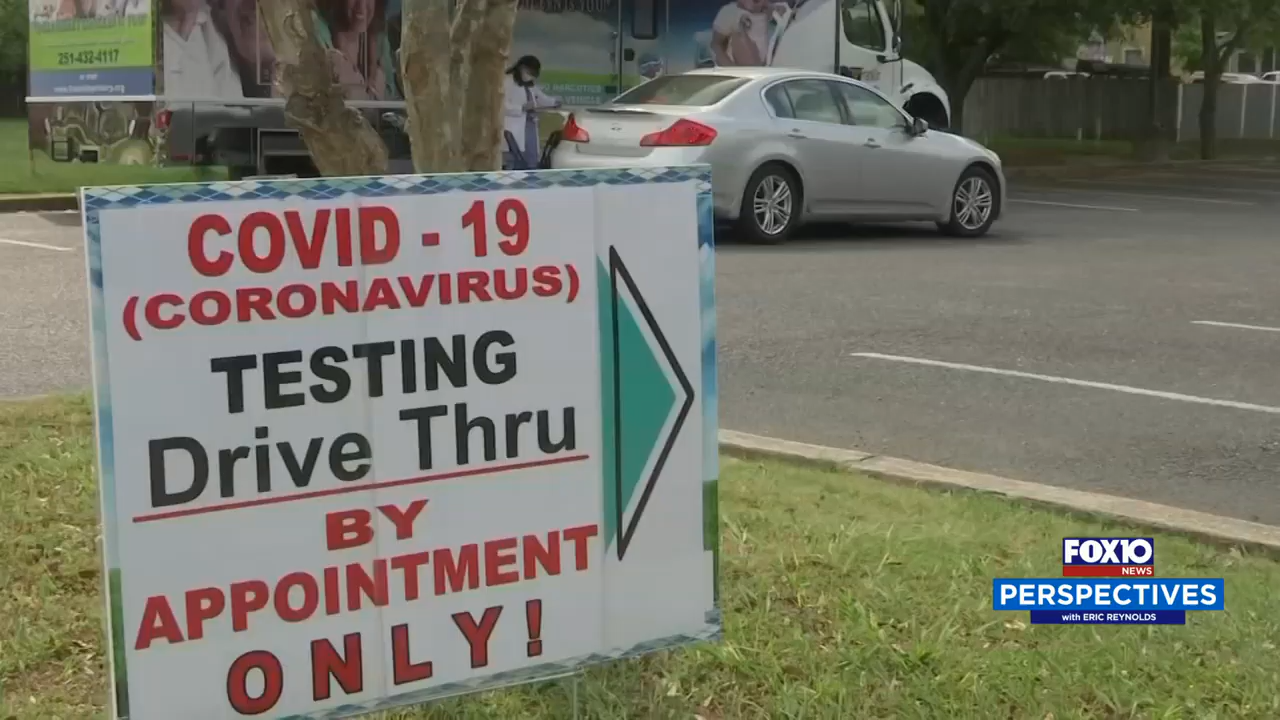 251-432-4117
COVID - 19
(CORONAVIRUS)
TESTING
Drive Thru
BY
APPOINTMENT
ONLY!
FOX10
NEWS
PERSPECTIVES
with ERIC REYNOLDS